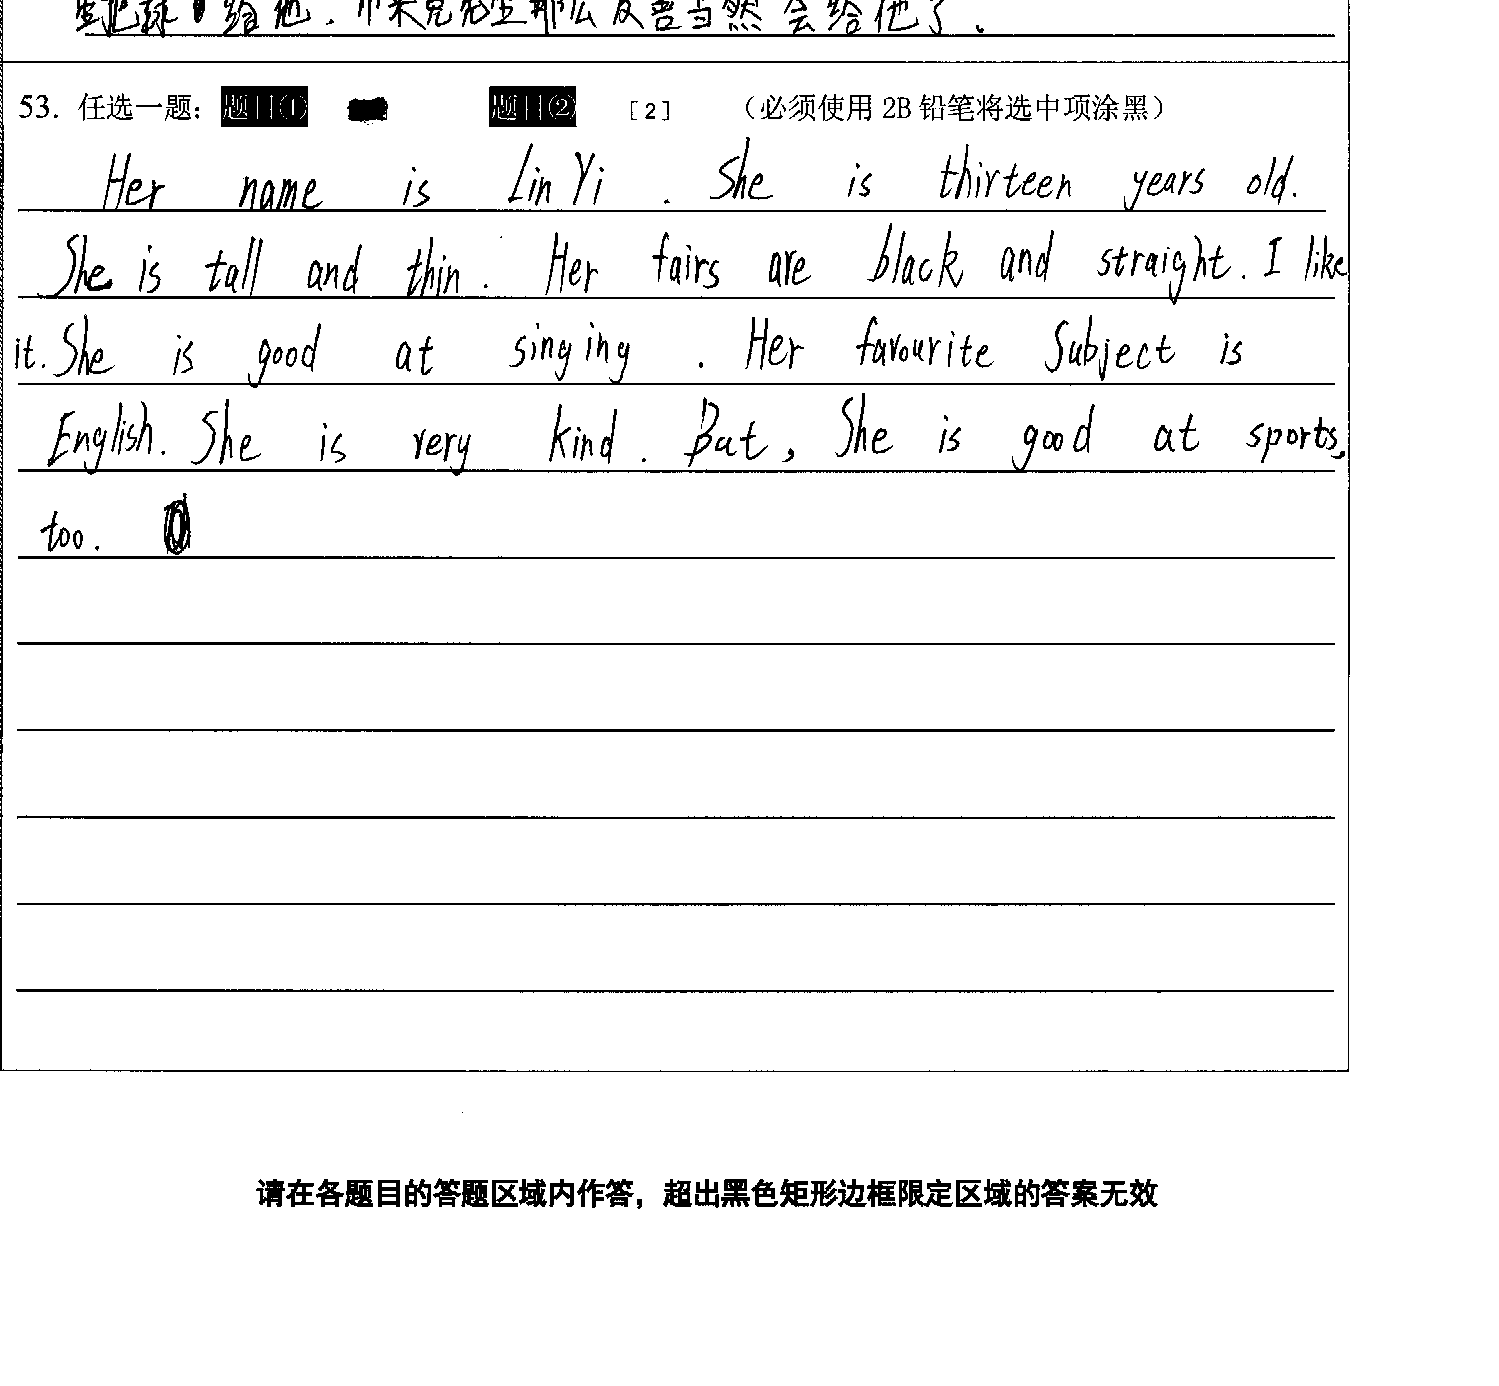 给他. 那么 当然会给他了.
53. 任选一题: 题目① 题目② [2] (必须使用 2B 铅笔将选中项涂黑)
Her name is Lin Yi . She is thirteen years old.
She is tall and thin . Her fairs are black and straight. I like
it. She is good at singing . Her favourite Subject is
English. She is very kind . But , She is good at sports,
too .
请在各题目的答题区域内作答，超出黑色矩形边框限定区域的答案无效